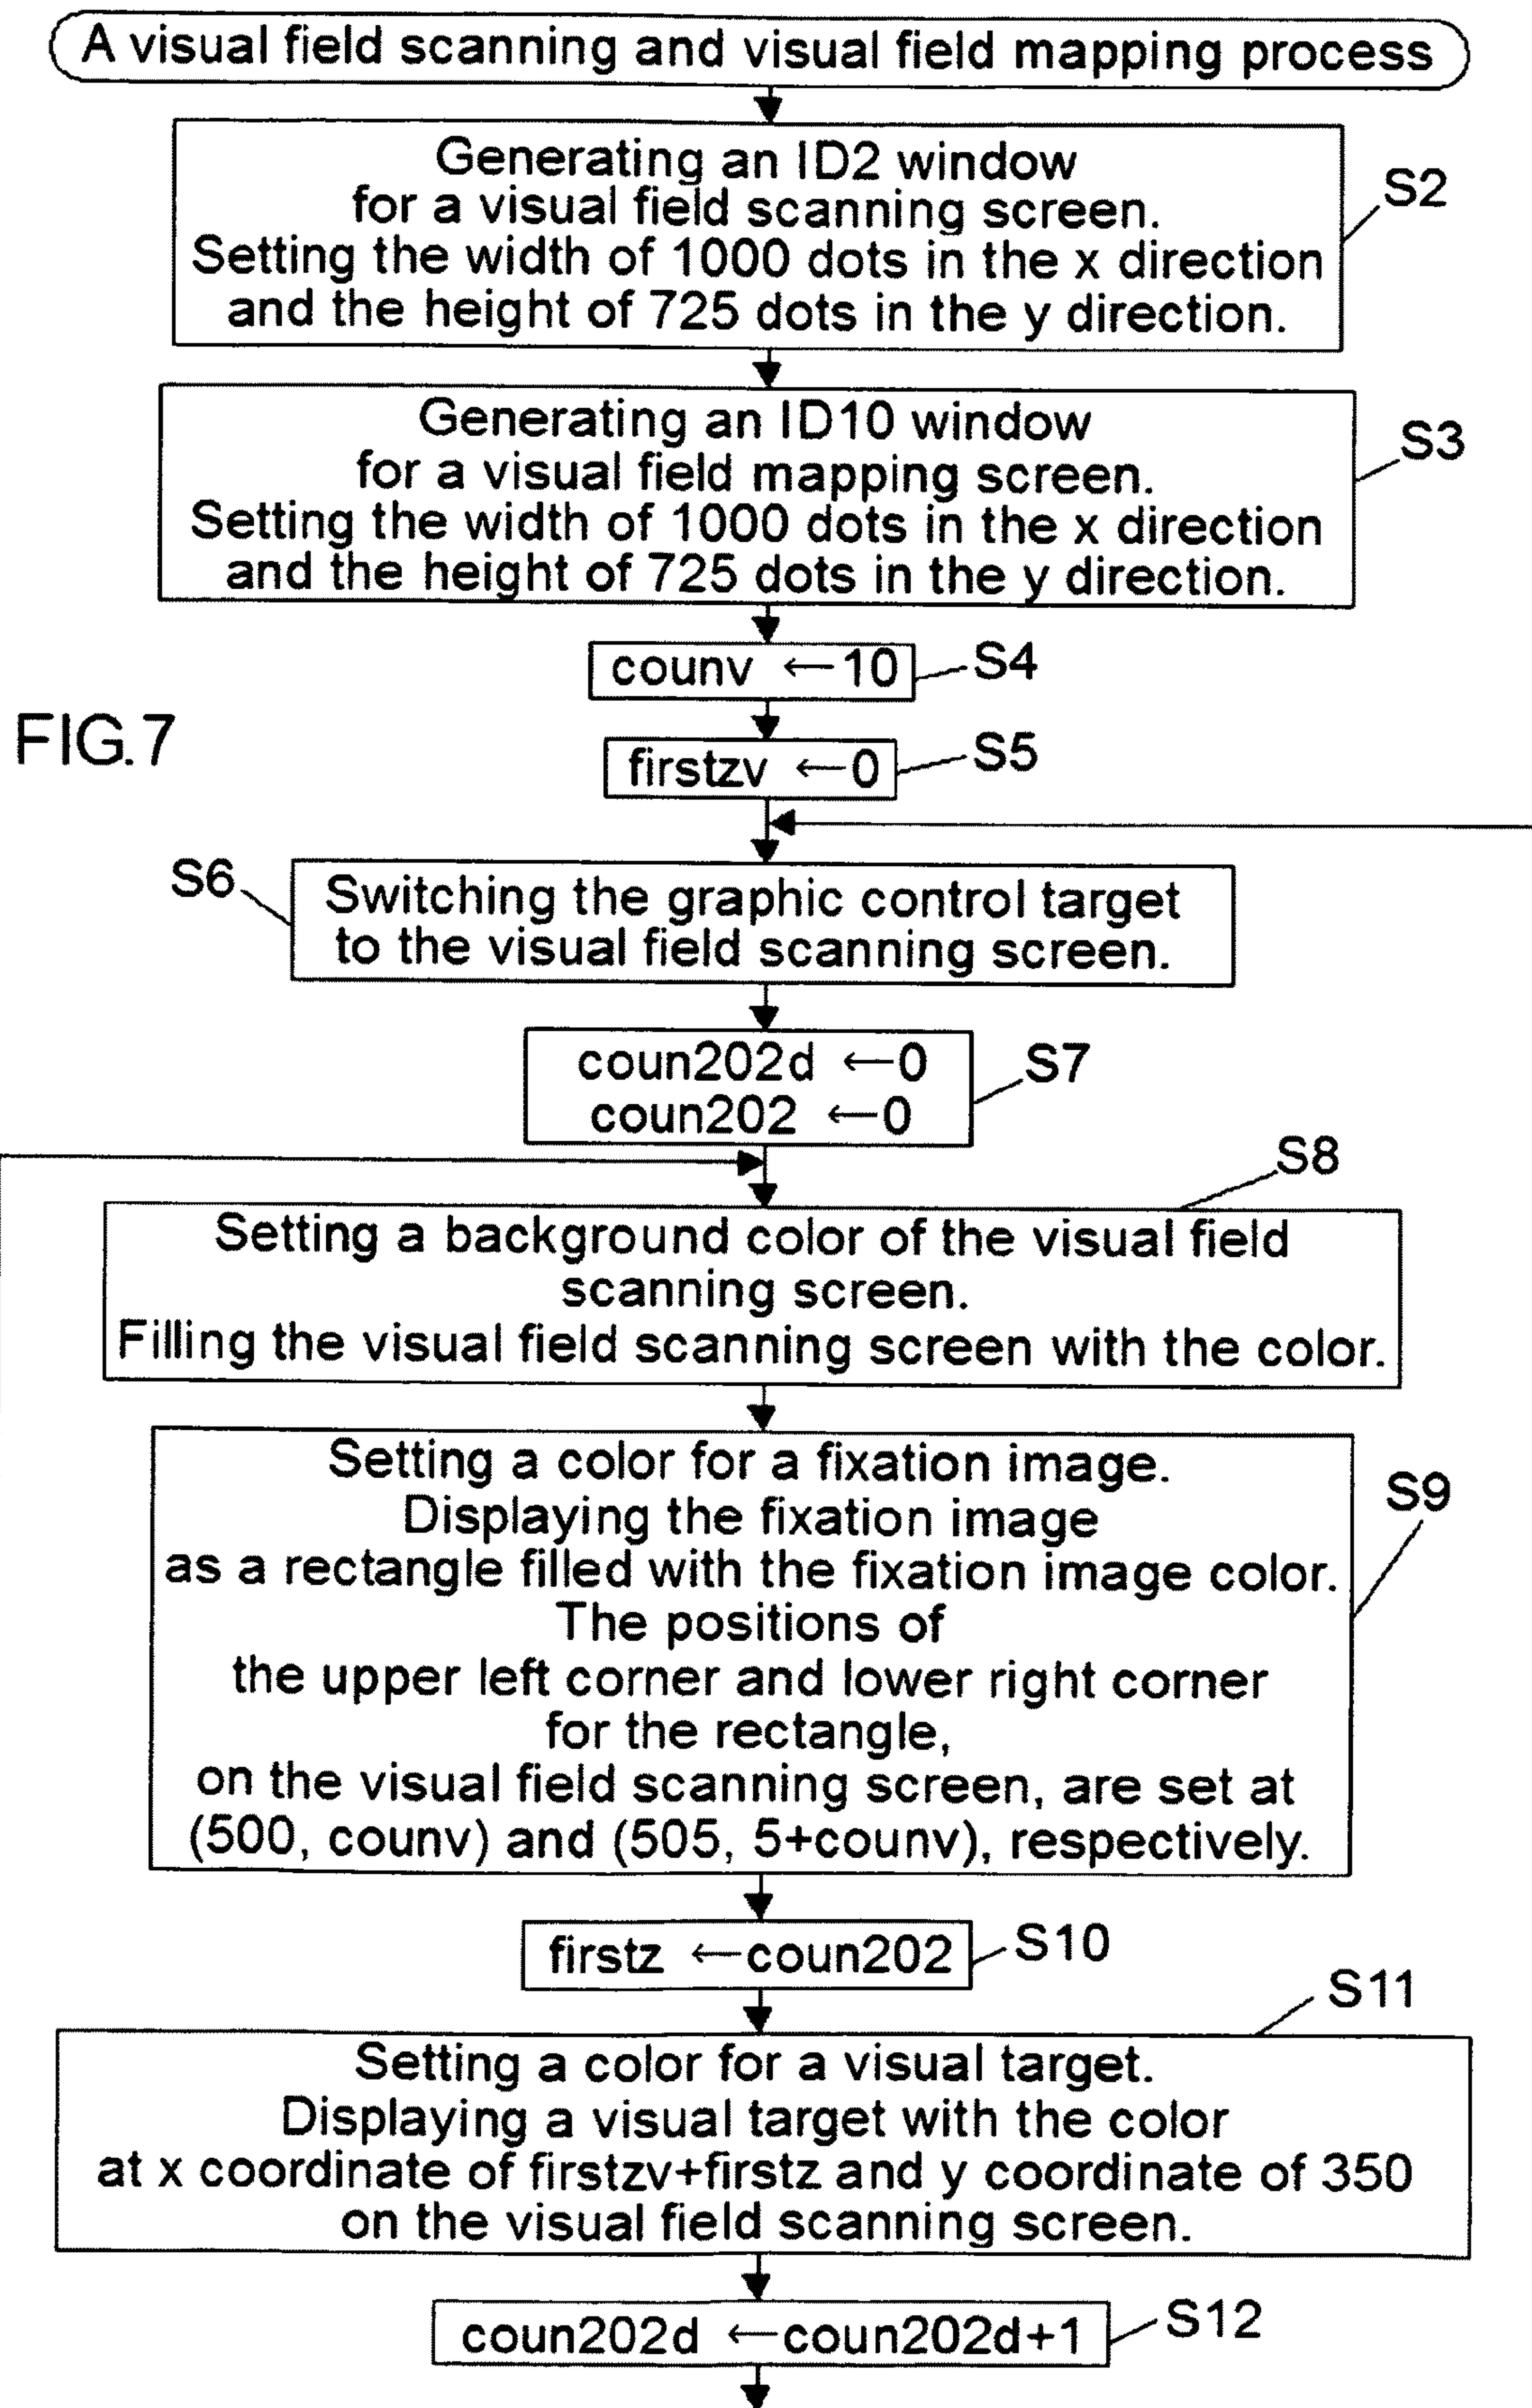 A visual field scanning and visual field mapping process
Generating an ID2 window
for a visual field scanning screen.
Setting the width of 1000 dots in the x direction
and the height of 725 dots in the y direction.
S2
Generating an ID10 window
for a visual field mapping screen.
Setting the width of 1000 dots in the x direction
and the height of 725 dots in the y direction.
S3
counv ←10
S4
FIG.7
firstzv ←0
S5
S6
Switching the graphic control target
to the visual field scanning screen.
coun202d ←0
coun202 ←0
S7
S8
Setting a background color of the visual field
scanning screen.
Filling the visual field scanning screen with the color.
Setting a color for a fixation image.
Displaying the fixation image
as a rectangle filled with the fixation image color.
The positions of
the upper left corner and lower right corner
for the rectangle,
on the visual field scanning screen, are set at
(500, counv) and (505, 5+counv), respectively.
S9
firstz ←coun202
S10
S11
Setting a color for a visual target.
Displaying a visual target with the color
at x coordinate of firstzv+firstz and y coordinate of 350
on the visual field scanning screen.
coun202d ←coun202d+1
S12